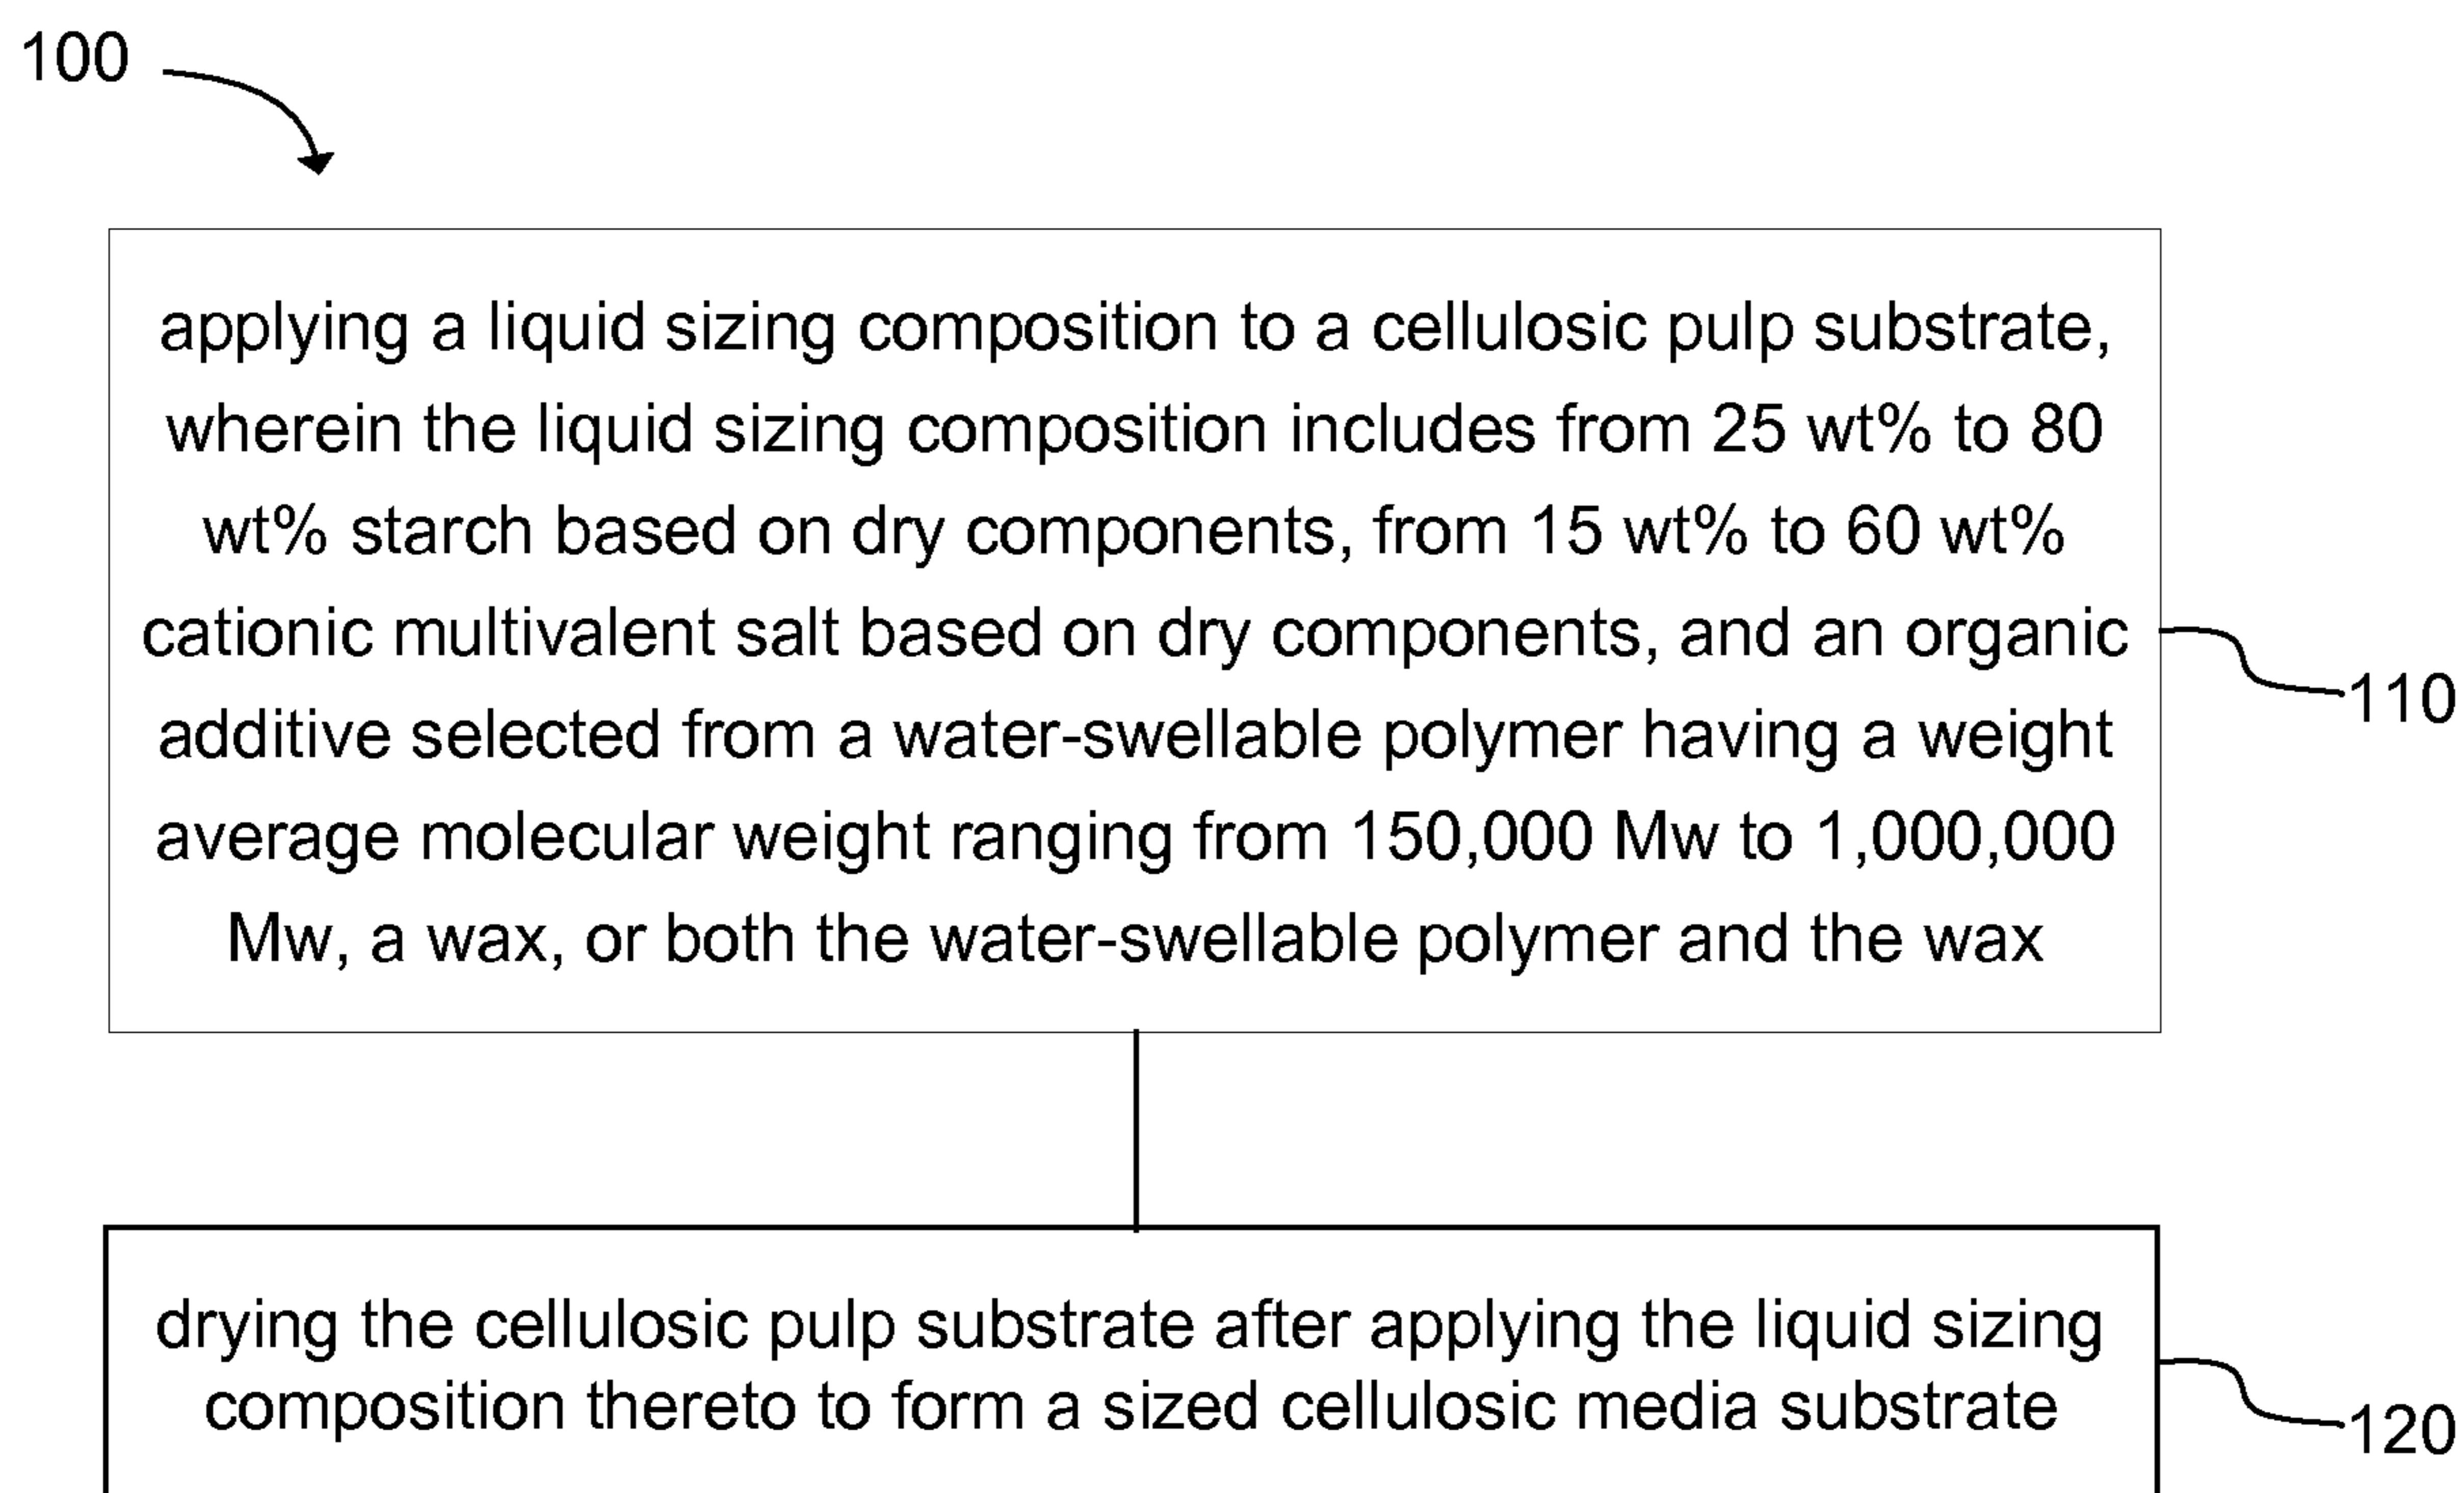 100
applying a liquid sizing composition to a cellulosic pulp substrate,
wherein the liquid sizing composition includes from 25 wt% to 80
wt% starch based on dry components, from 15 wt% to 60 wt%
cationic multivalent salt based on dry components, and an organic
additive selected from a water-swellable polymer having a weight
average molecular weight ranging from 150,000 Mw to 1,000,000
Mw, a wax, or both the water-swellable polymer and the wax
110
drying the cellulosic pulp substrate after applying the liquid sizing
composition thereto to form a sized cellulosic media substrate
120